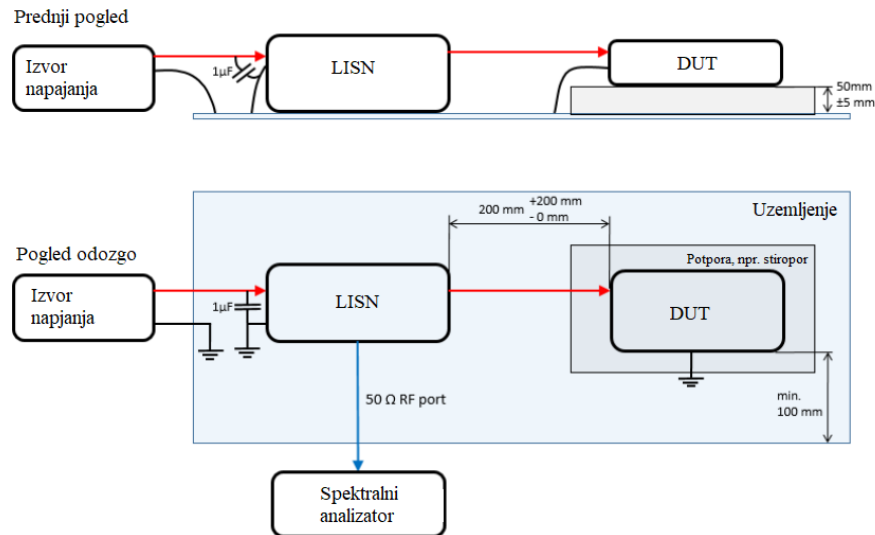 Prednji pogled
Izvor
napajanja
1µF
LISN
DUT
50mm
±5 mm
200 mm +200 mm
- 0 mm
Uzemljenje
Pogled odozgo
Potpora, npr. stiropor
Izvor
napjanja
1µF
LISN
DUT
50 Ω RF port
min.
100 mm
Spektralni
analizator